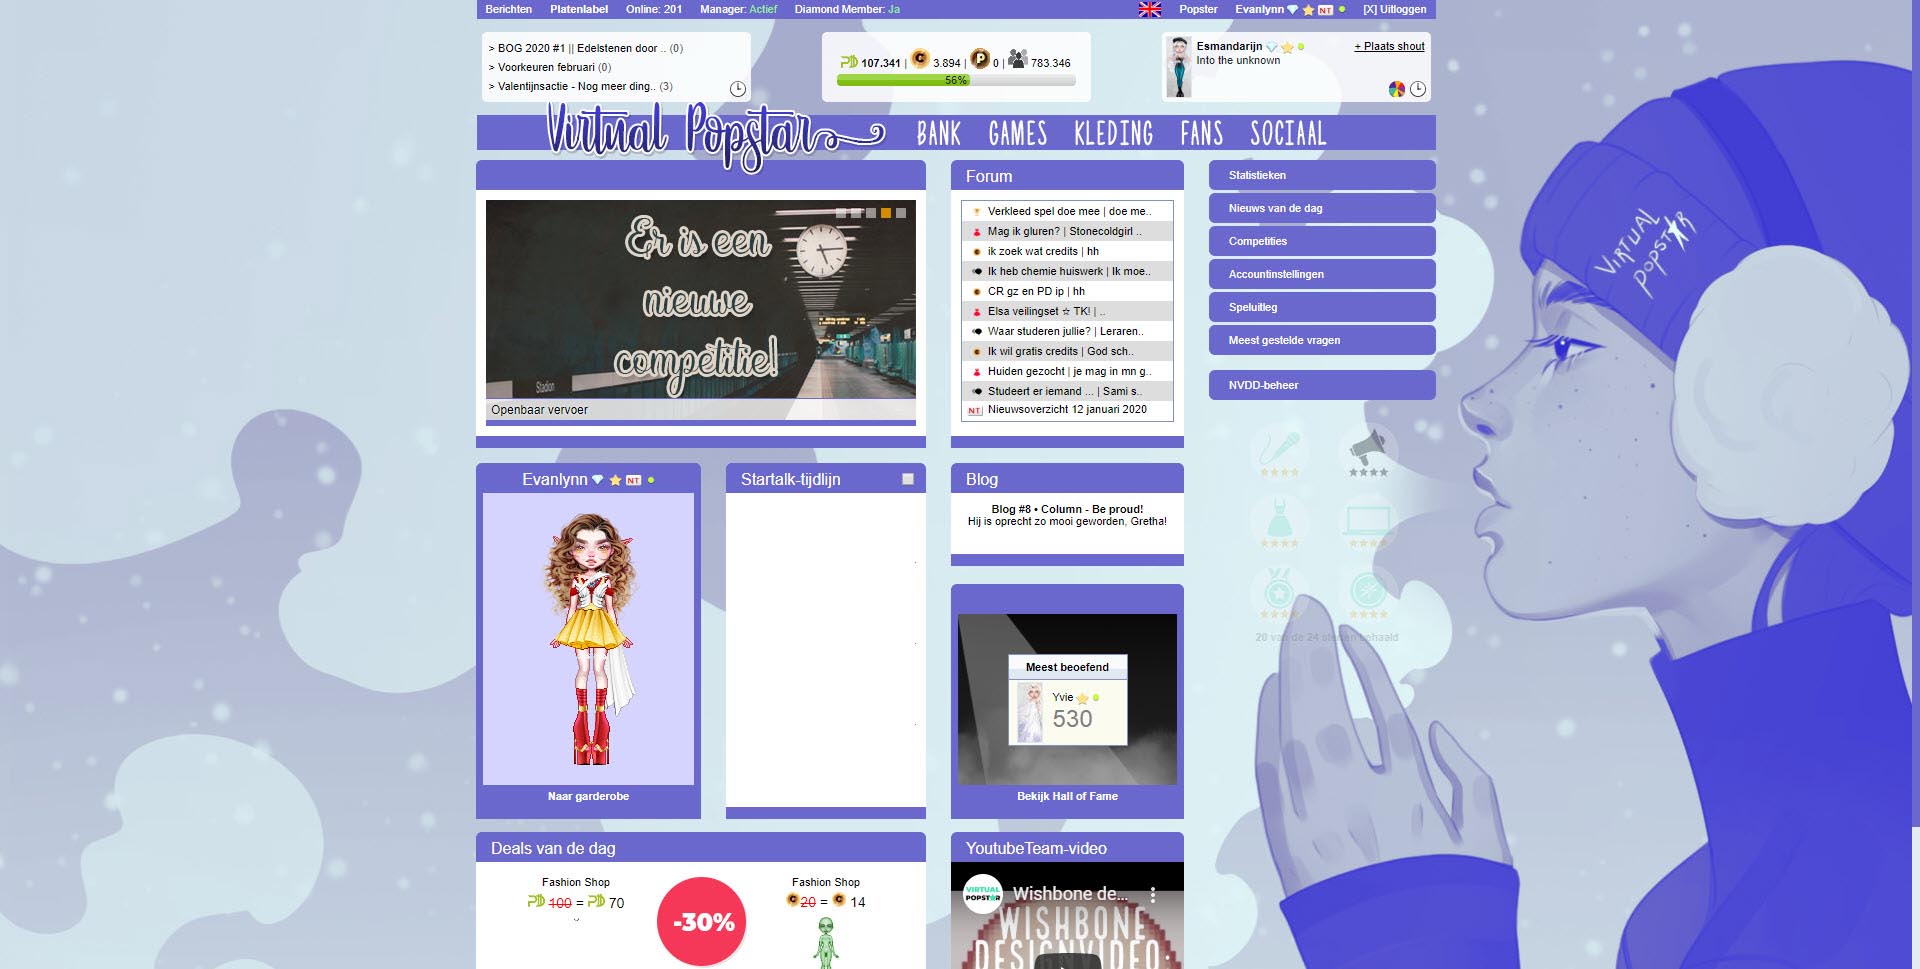 Berichten Platenlabel Online: 201 Manager: Actief Diamond Member: Ja Popster Evanlynn NT [X] Uitloggen
> BOG 2020 #1 || Edelstenen door .. (0)
> Voorkeuren februari (0)
> Valentijnsactie - Nog meer ding.. (3)
107.341 | 3.894 | 0 | 783.346
56%
Esmandarijn + Plaats shout
Into the unknown
Virtual Popstar BANK GAMES KLEDING FANS SOCIAAL
Er is een
nieuwe
competitie!
Stadion
Openbaar vervoer
Forum
Verkleed spel doe mee | doe me..
Mag ik gluren? | Stonecoldgirl ..
ik zoek wat credits | hh
Ik heb chemie huiswerk | Ik moe..
CR gz en PD ip | hh
Elsa veilingset ☆ TK! | ..
Waar studeren jullie? | Leraren..
Ik wil gratis credits | God sch..
Huiden gezocht | je mag in mn g..
Studeert er iemand ... | Sami s..
NT Nieuwsoverzicht 12 januari 2020
Statistieken
Nieuws van de dag
Competities
Accountinstellingen
Speluitleg
Meest gestelde vragen
NVDD-beheer
20 van de 24 sterren behaald
VIRTUAL
POPSTAR
Evanlynn NT
Naar garderobe
Startalk-tijdlijn
Blog
Blog #8 • Column - Be proud!
Hij is oprecht zo mooi geworden, Gretha!
Meest beoefend
Yvie
530
Bekijk Hall of Fame
Deals van de dag
Fashion Shop
PD 100 = PD 70
-30%
Fashion Shop
20 = 14
YoutubeTeam-video
VIRTUAL
POPSTAR
Wishbone de...
WISHBONE
DESIGNVIDEO